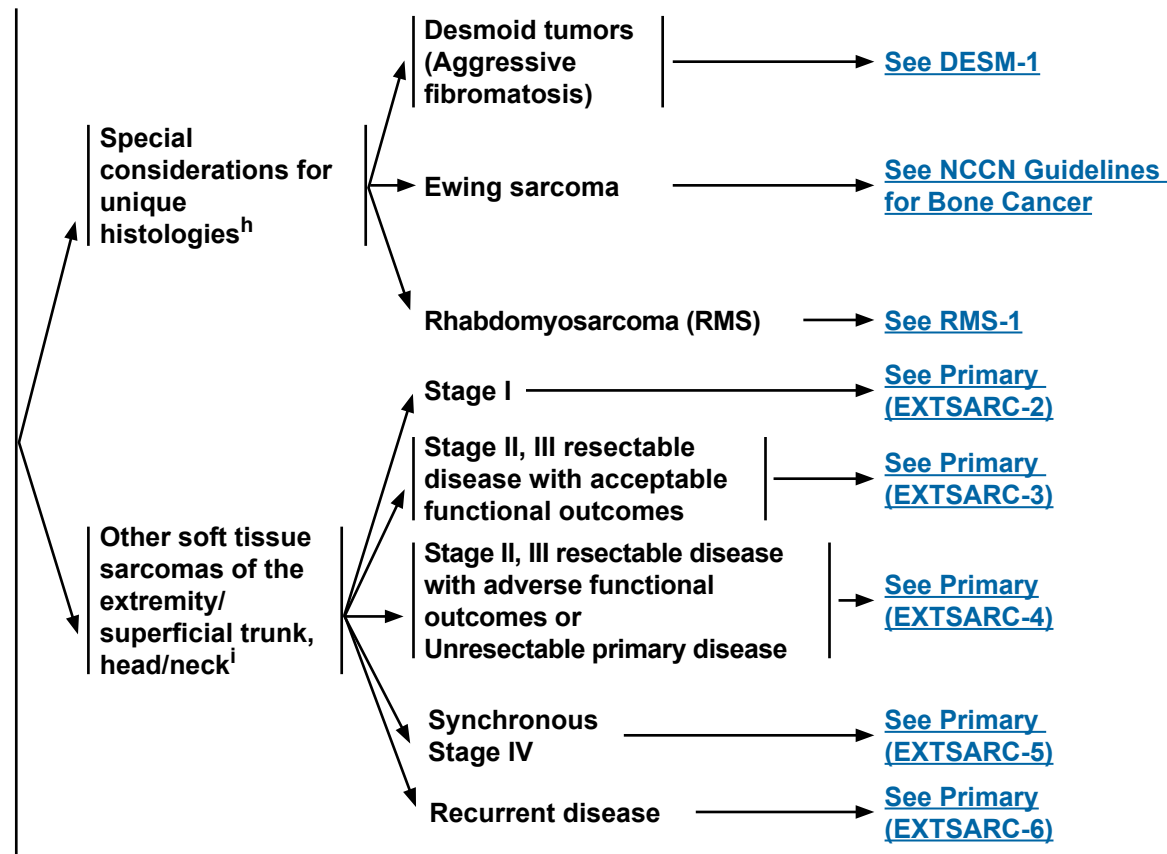 Desmoid tumors
(Aggressive
fibromatosis)
See DESM-1
Special
considerations for
unique
histologiesʰ
Ewing sarcoma
See NCCN Guidelines
for Bone Cancer
Rhabdomyosarcoma (RMS)
See RMS-1
Stage I
See Primary
(EXTSARC-2)
Stage II, III resectable
disease with acceptable
functional outcomes
See Primary
(EXTSARC-3)
Other soft tissue
sarcomas of the
extremity/
superficial trunk,
head/neckⁱ
Stage II, III resectable disease
with adverse functional
outcomes or
Unresectable primary disease
See Primary
(EXTSARC-4)
Synchronous
Stage IV
See Primary
(EXTSARC-5)
Recurrent disease
See Primary
(EXTSARC-6)